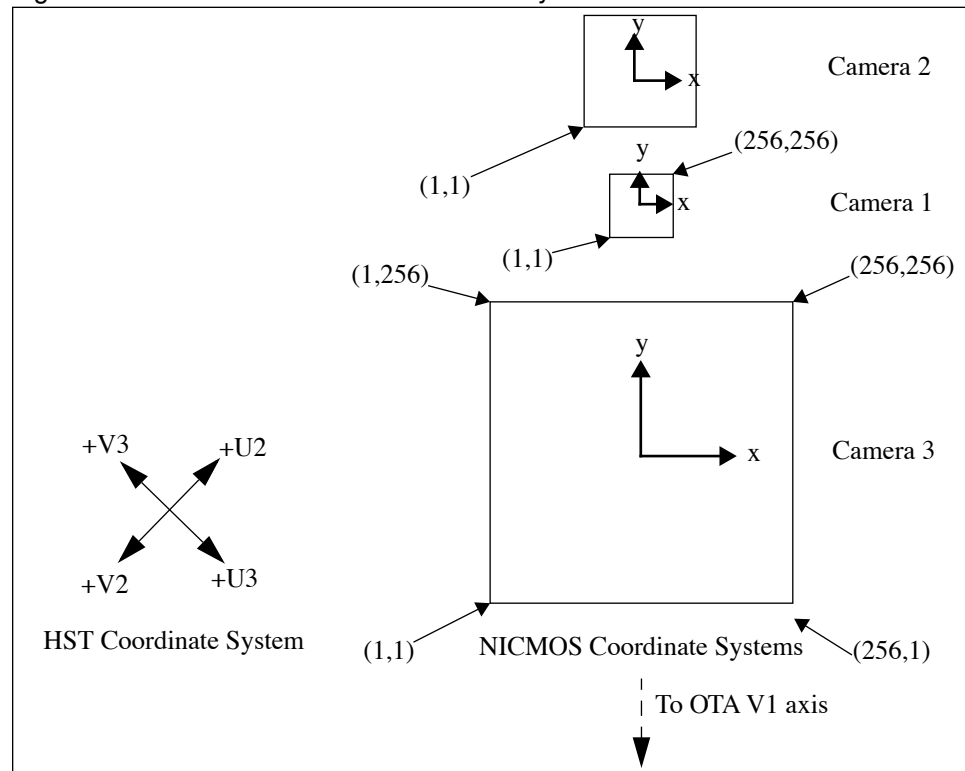 y
x
Camera 2
(256,256)
(1,1)
y
x
Camera 1
(1,1)
(1,256)
(256,256)
y
x
Camera 3
+V3
+U2
+V2
+U3
HST Coordinate System
(1,1)
NICMOS Coordinate Systems
(256,1)
To OTA V1 axis